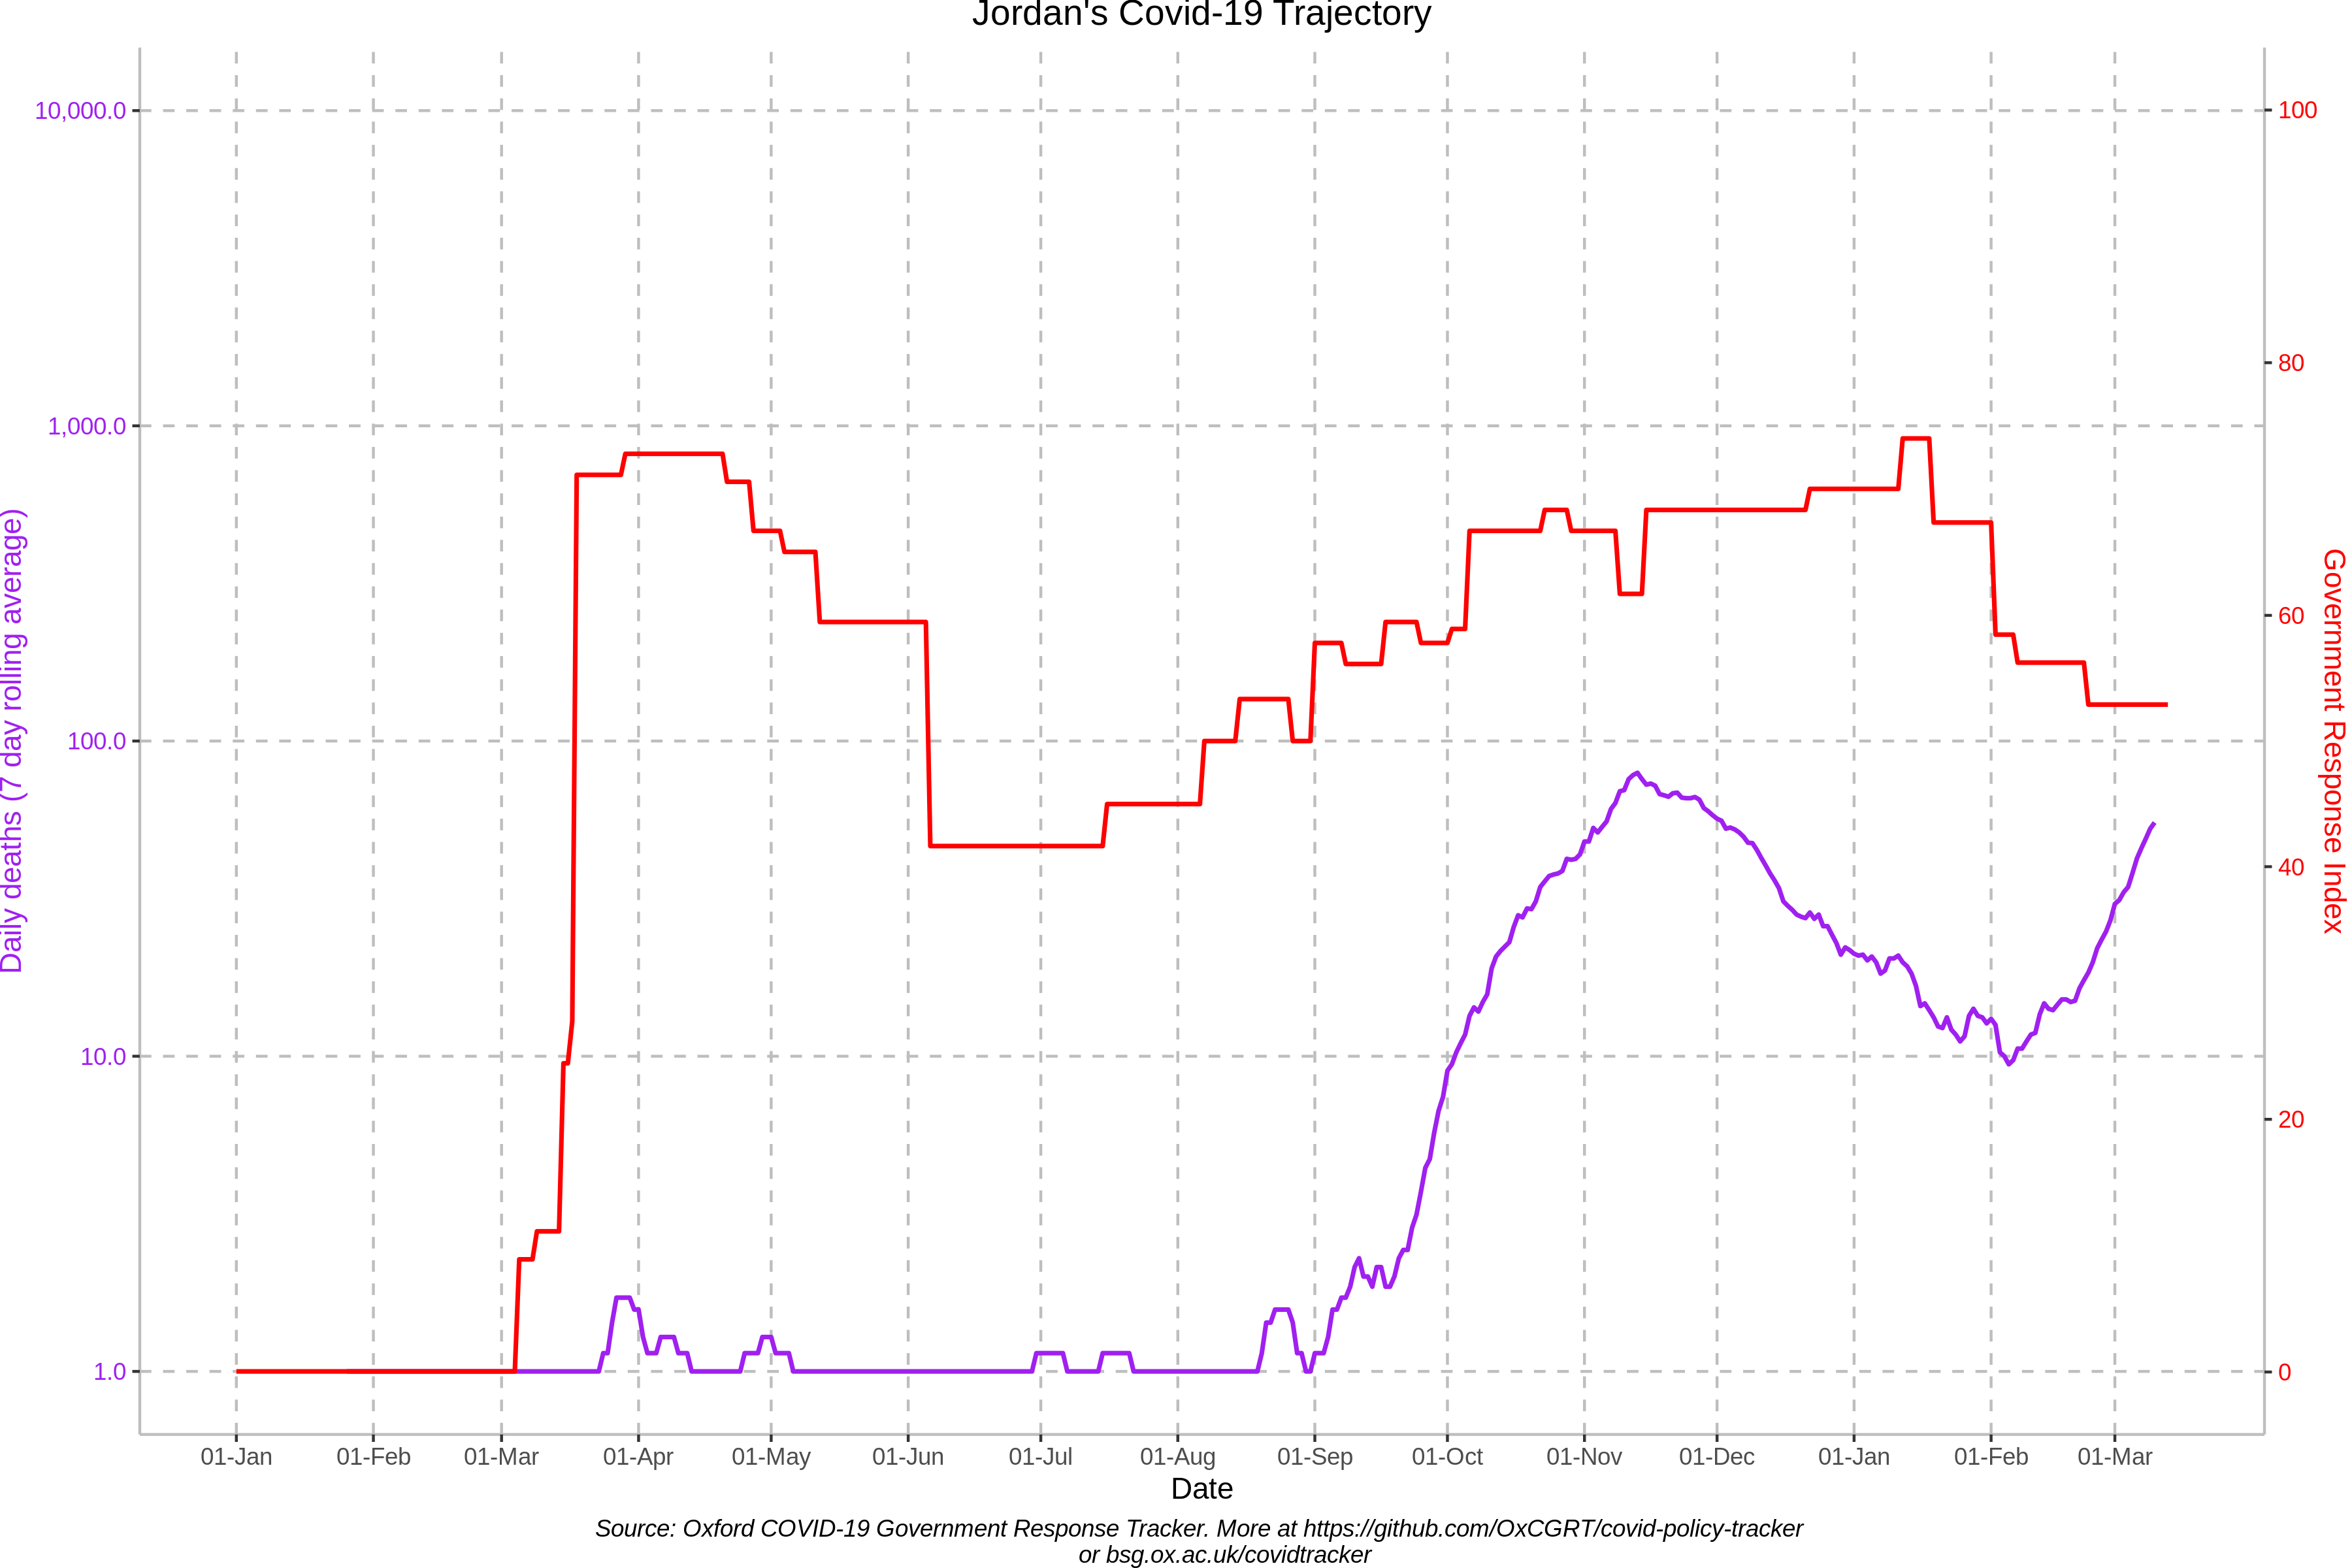 Jordan's Covid-19 Trajectory
10,000.0
1,000.0
100.0
10.0
1.0
Daily deaths (7 day rolling average)
100
80
60
40
20
0
Government Response Index
01-Jan 01-Feb 01-Mar 01-Apr 01-May 01-Jun 01-Jul 01-Aug 01-Sep 01-Oct 01-Nov 01-Dec 01-Jan 01-Feb 01-Mar
Date
Source: Oxford COVID-19 Government Response Tracker. More at https://github.com/OxCGRT/covid-policy-tracker
or bsg.ox.ac.uk/covidtracker